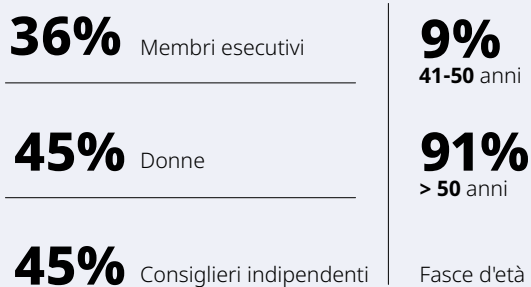 36% Membri esecutivi
45% Donne
45% Consiglieri indipendenti
9%
41-50 anni
91%
> 50 anni
Fasce d'età